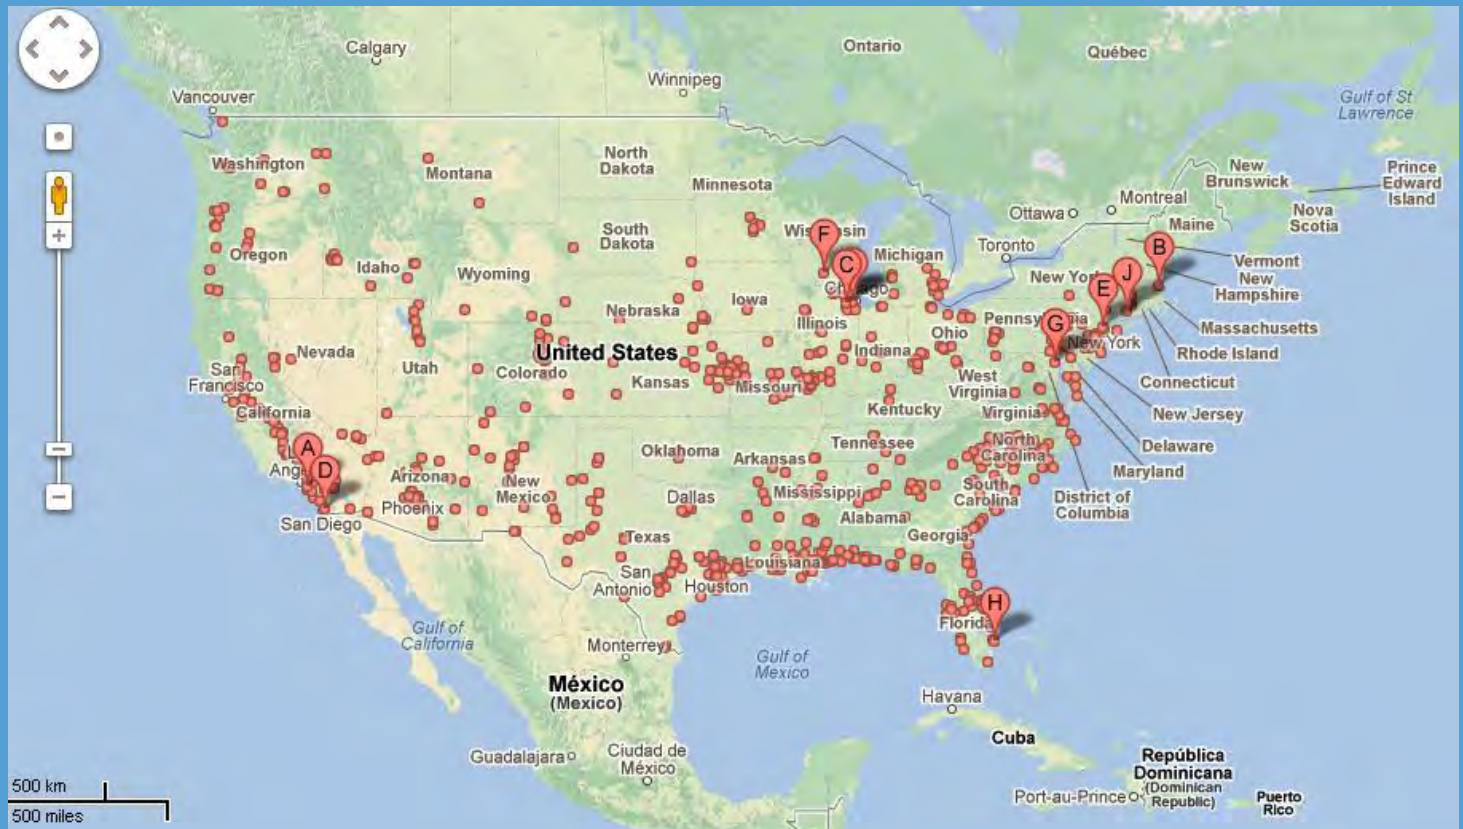 Calgary
Ontario
Québec
Winnipeg
Vancouver
Gulf of St
Lawrence
Washington
Montana
North
Dakota
Minnesota
New
Brunswick
Prince
Edward
Island
Montreal
Ottawa
Nova
Scotia
Maine
Oregon
Idaho
Wyoming
South
Dakota
F
Wisconsin
Michigan
Toronto
B
Vermont
C
Chicago
New York
J
New
Hampshire
E
Nebraska
Iowa
Illinois
Ohio
Pennsylvania
G
Massachusetts
Nevada
Utah
United States
Colorado
Indiana
New York
Rhode Island
San
Francisco
Kansas
Missouri
West
Virginia
Connecticut
California
Kentucky
Virginia
New Jersey
A
Oklahoma
Arkansas
Tennessee
North
Carolina
Delaware
D
Arizona
New
Mexico
Maryland
Phoenix
Dallas
Mississippi
South
Carolina
District of
Columbia
San Diego
Alabama
Georgia
Texas
Louisiana
San
Antonio
Houston
H
Florida
Gulf of
California
Monterrey
Gulf of
Mexico
México
(Mexico)
Havana
Cuba
Guadalajara
Ciudad de
México
República
Dominicana
(Dominican
Republic)
Port-au-Prince
Puerto
Rico
500 km
500 miles